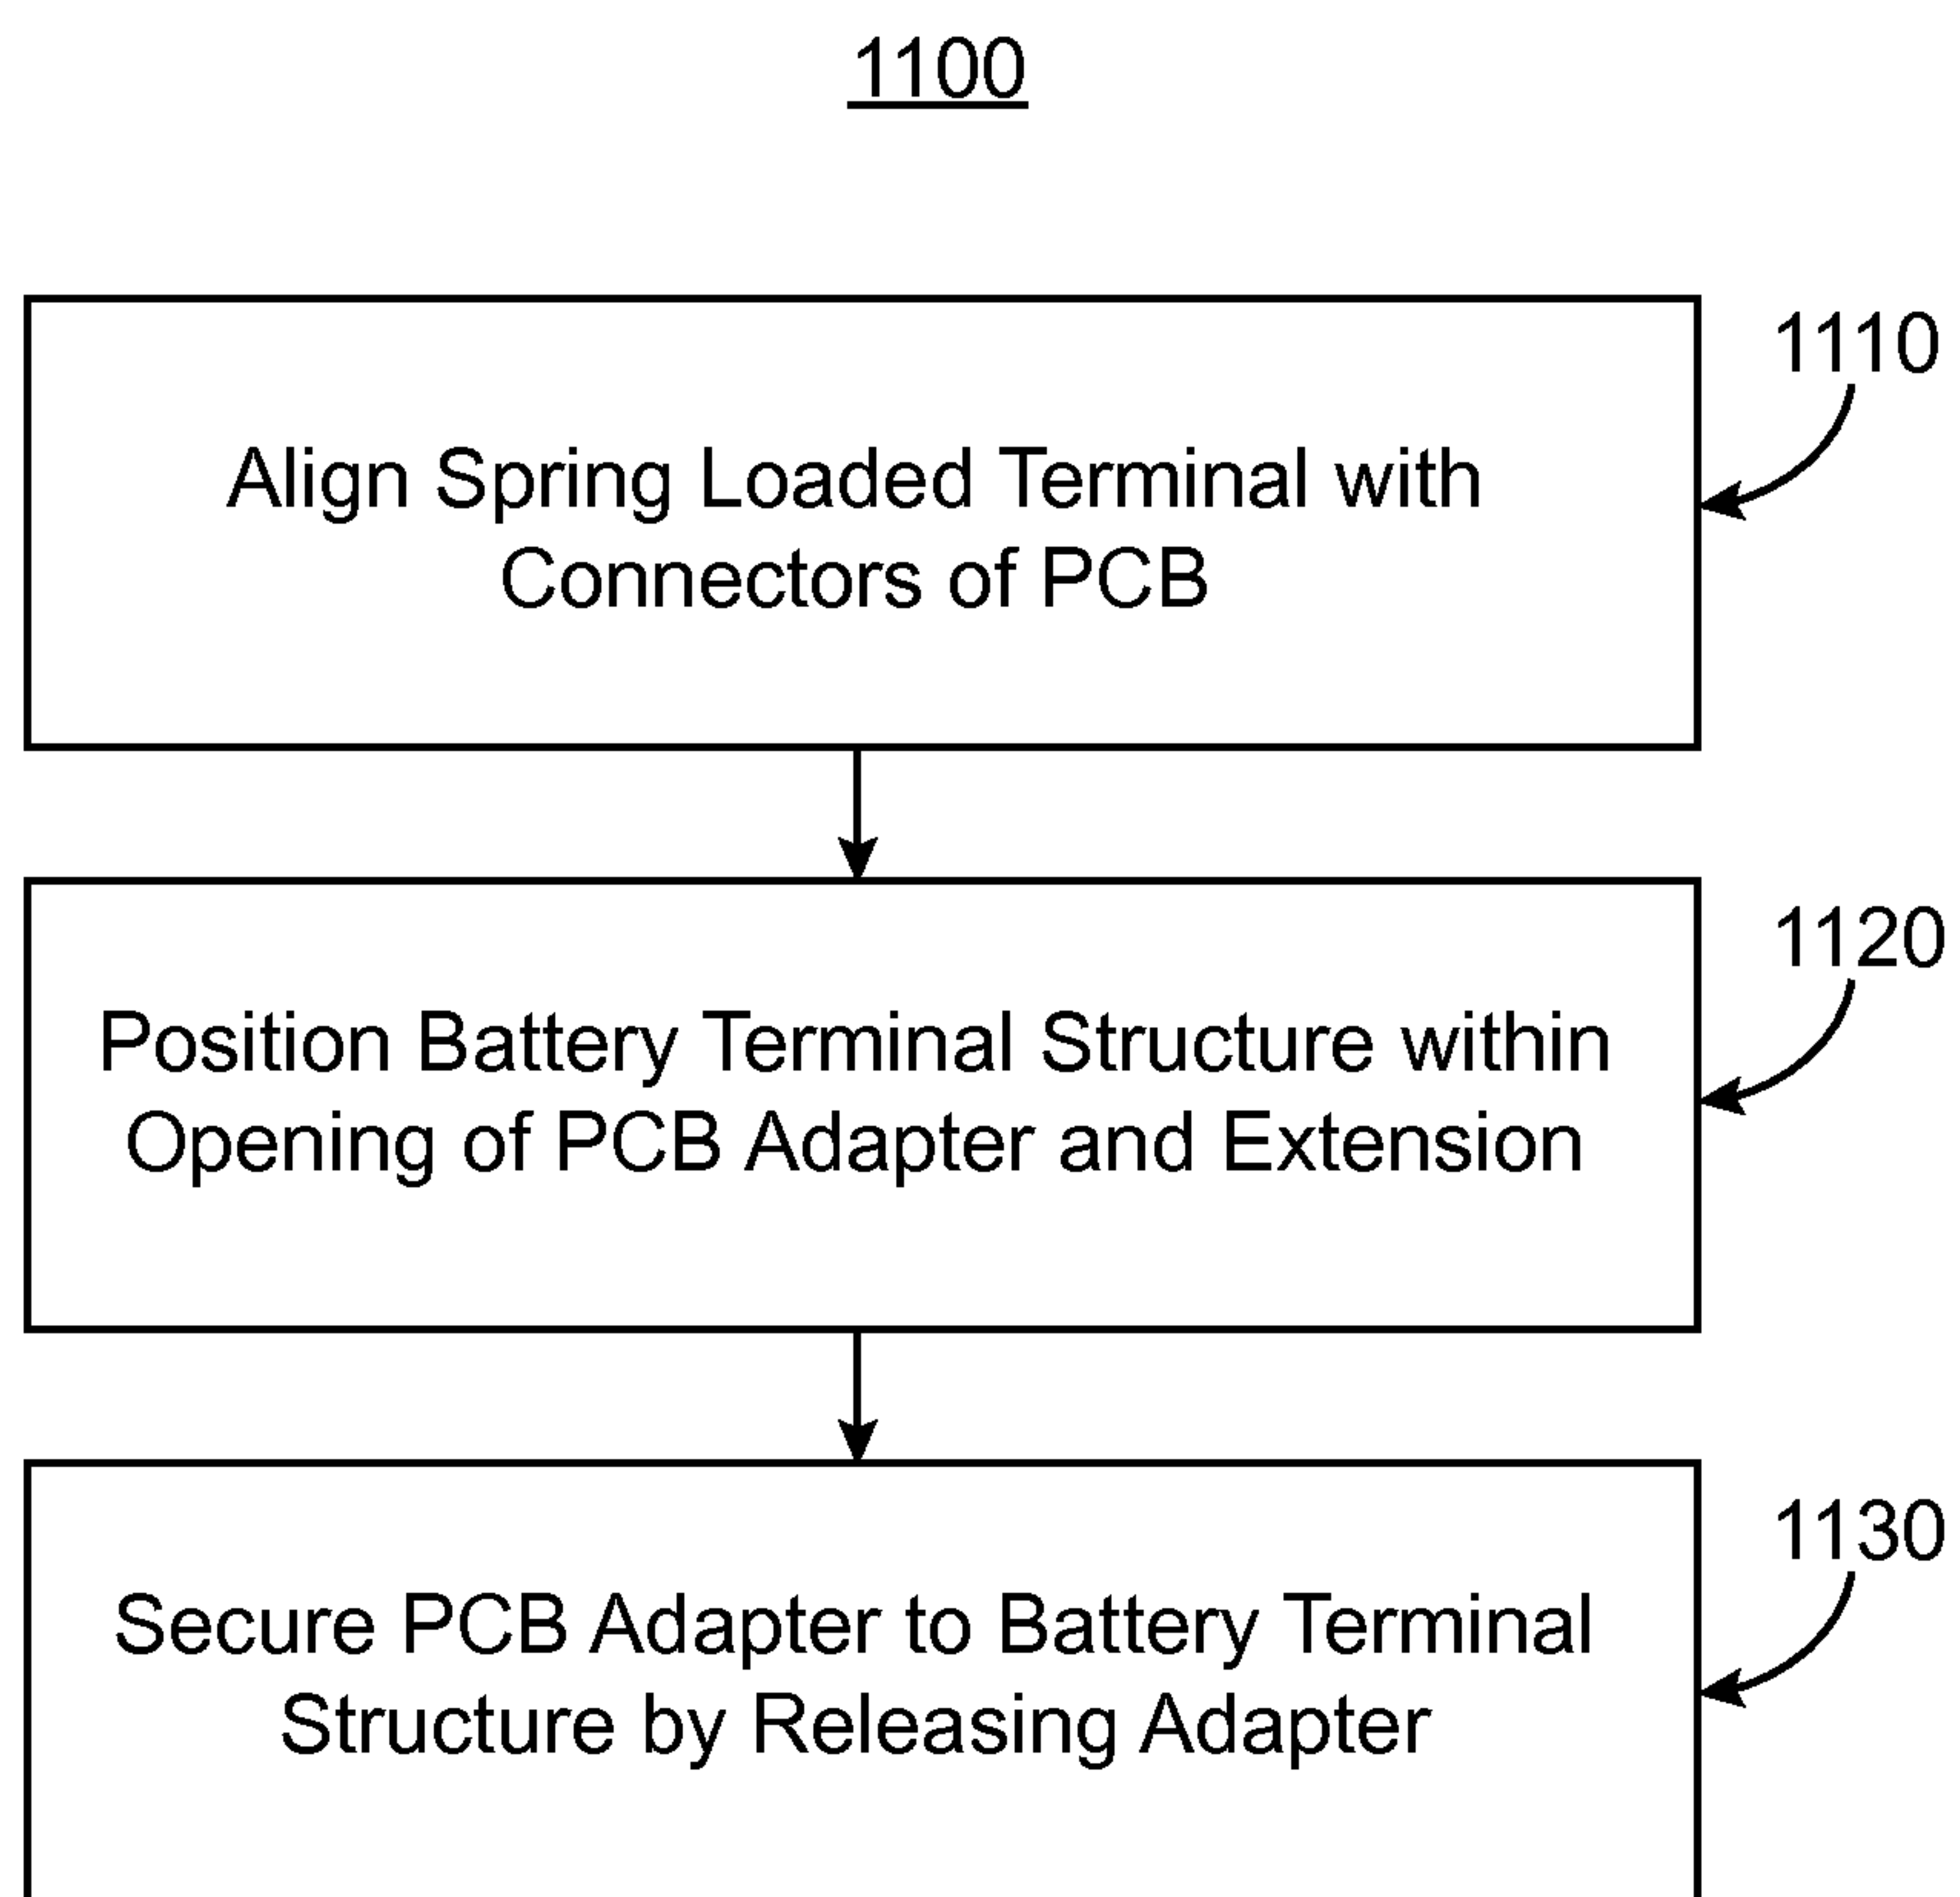 1100
1110
Align Spring Loaded Terminal with
Connectors of PCB
1120
Position Battery Terminal Structure within
Opening of PCB Adapter and Extension
1130
Secure PCB Adapter to Battery Terminal
Structure by Releasing Adapter